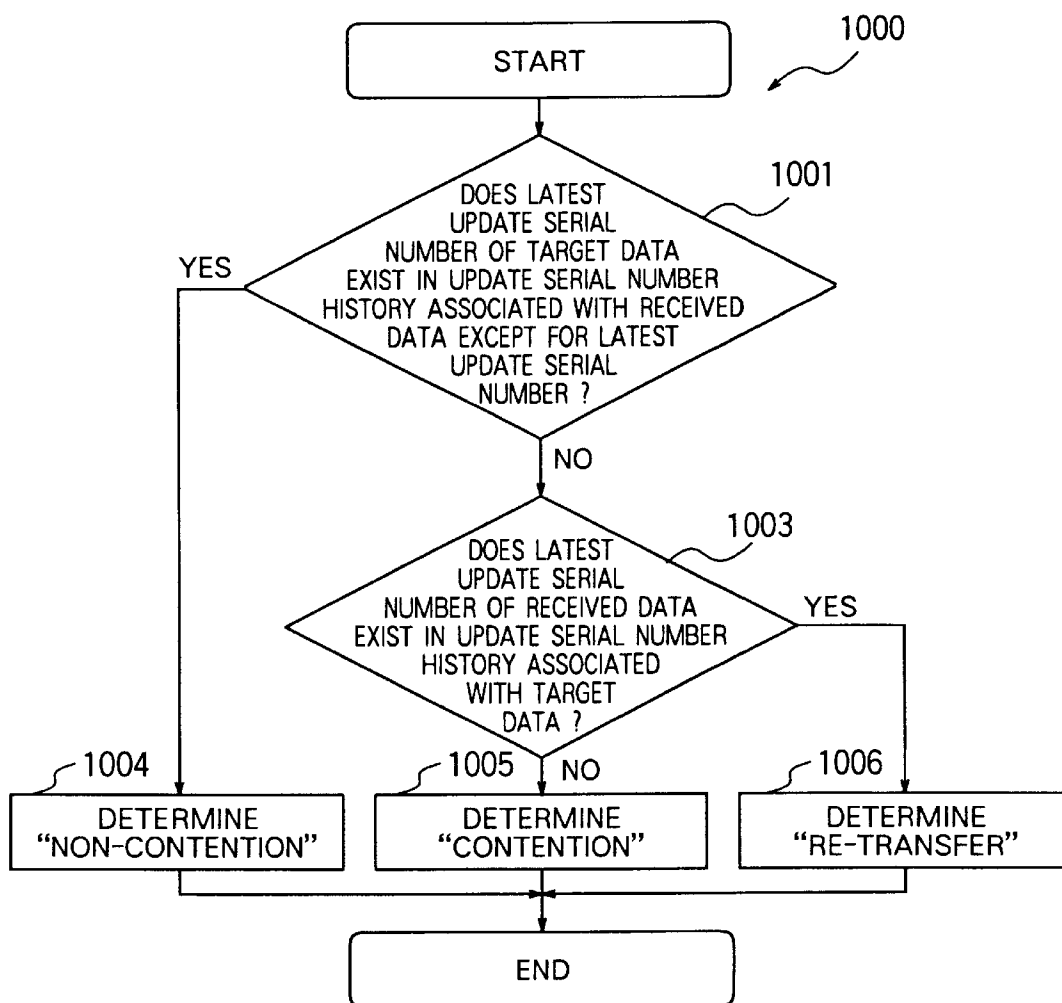 1000
START
1001
DOES LATEST
UPDATE SERIAL
NUMBER OF TARGET DATA
EXIST IN UPDATE SERIAL NUMBER
HISTORY ASSOCIATED WITH RECEIVED
DATA EXCEPT FOR LATEST
UPDATE SERIAL
NUMBER ?
YES
NO
1003
DOES LATEST
UPDATE SERIAL
NUMBER OF RECEIVED DATA
EXIST IN UPDATE SERIAL NUMBER
HISTORY ASSOCIATED
WITH TARGET
DATA ?
YES
NO
1004
DETERMINE
“NON-CONTENTION”
1005
DETERMINE
“CONTENTION”
1006
DETERMINE
“RE-TRANSFER”
END